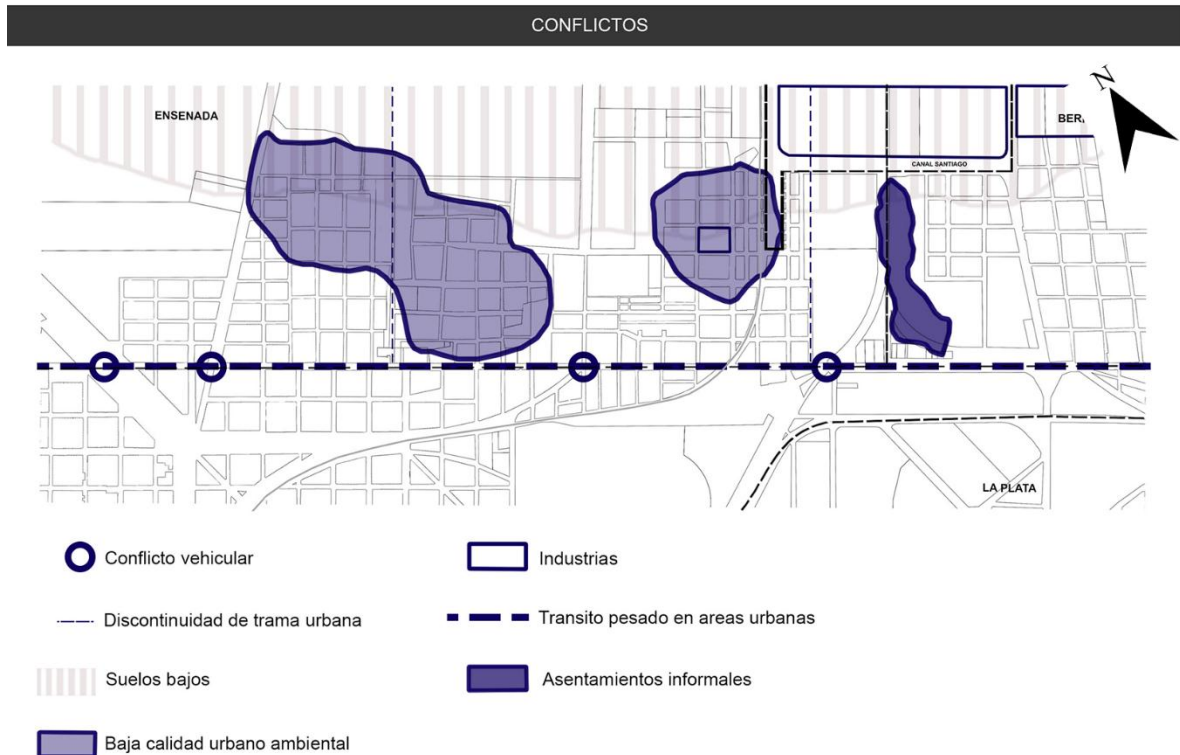 CONFLICTOS
N
ENSENADA
BER.
CANAL SANTIAGO
LA PLATA
Conflicto vehicular
Industrias
Discontinuidad de trama urbana
Transito pesado en areas urbanas
Suelos bajos
Asentamientos informales
Baja calidad urbano ambiental